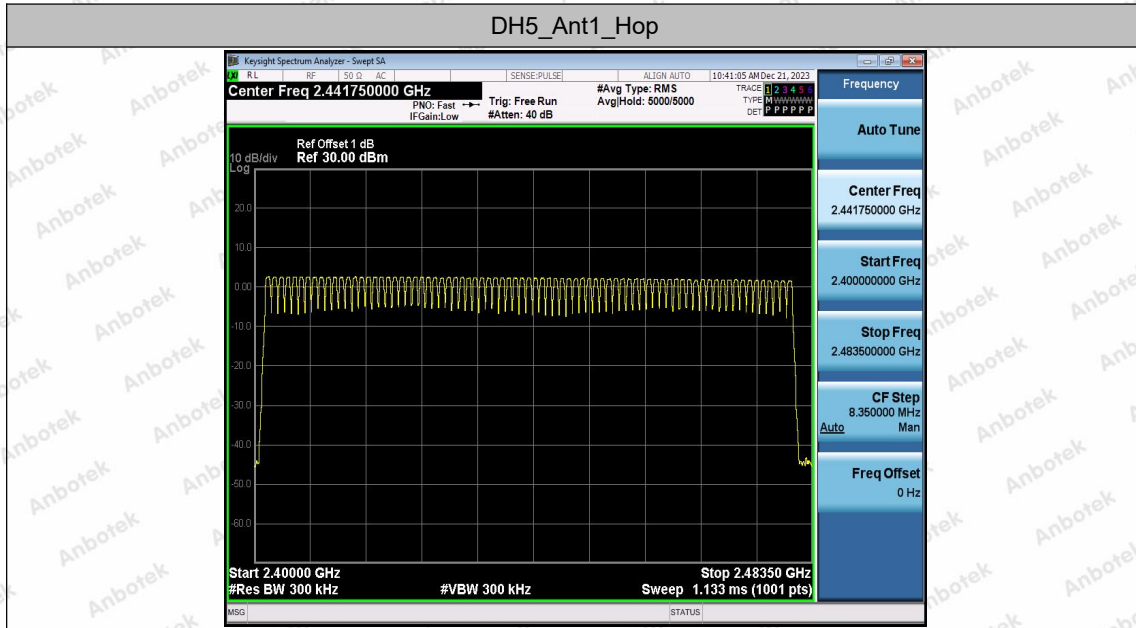 DH5_Ant1_Hop
Keysight Spectrum Analyzer - Swept SA
LXI RL RF 50 Ω AC SENSE:PULSE ALIGN AUTO 10:41:05 AM Dec 21, 2023
Center Freq 2.441750000 GHz
PNO: Fast
IFGain:Low
Trig: Free Run
#Atten: 40 dB
#Avg Type: RMS
Avg|Hold: 5000/5000
TRACE 1 2 3 4 5 6
TYPE M WWWWW
DET P P P P P P
Ref Offset 1 dB
10 dB/div Ref 30.00 dBm
Log
20.0
10.0
0.00
-10.0
-20.0
-30.0
-40.0
-50.0
-60.0
Start 2.40000 GHz Stop 2.48350 GHz
#Res BW 300 kHz #VBW 300 kHz Sweep 1.133 ms (1001 pts)
MSG STATUS
Frequency
Auto Tune
Center Freq
2.441750000 GHz
Start Freq
2.400000000 GHz
Stop Freq
2.483500000 GHz
CF Step
8.350000 MHz
Auto Man
Freq Offset
0 Hz
Anbotek